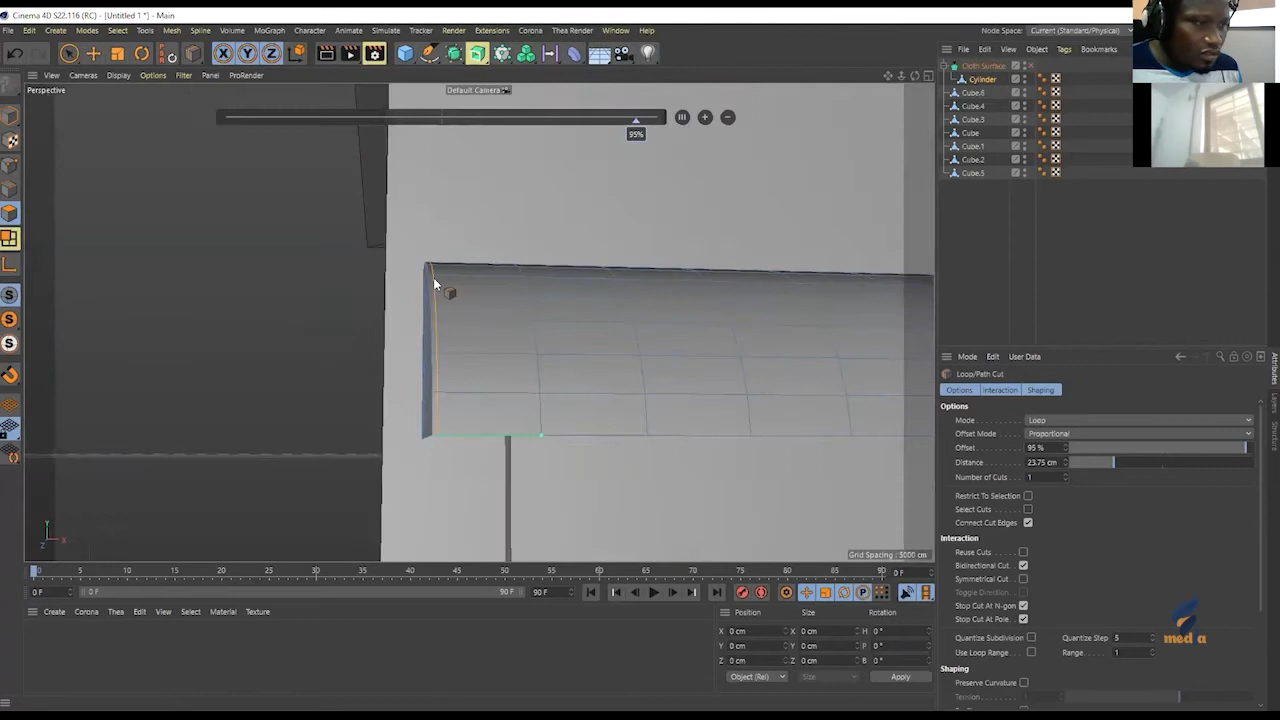 Cinema 4D S22.116 (RC) - [Untitled 1 *] - Main
File Edit Create Modes Select Tools Mesh Spline Volume MoGraph Character Animate Simulate Tracker Render Extensions Corona Thea Render Window Help
Node Space: Current (Standard/Physical)
View Cameras Display Options Filter Panel ProRender
File Edit View Object Tags Bookmarks
Perspective
Default Camera
95%
Cloth Surface
Cylinder
Cube.6
Cube.4
Cube.3
Cube
Cube.1
Cube.2
Cube.5
Mode Edit User Data
Loop/Path Cut
Options Interaction Shaping
Options
Mode Loop
Offset Mode Proportional
Offset 95 %
Distance 23.75 cm
Number of Cuts 1
Restrict To Selection
Select Cuts
Connect Cut Edges
Interaction
Reuse Cuts
Bidirectional Cut
Symmetrical Cut
Toggle Direction
Stop Cut At N-gon
Stop Cut At Pole
Quantize Subdivision Quantize Step 5
Use Loop Range Range 1
Shaping
Preserve Curvature
Tension
Attributes
Layers
Structure
med a
Y
X
Z
Grid Spacing : 5000 cm
0 5 10 15 20 25 30 35 40 45 50 55 60 65 70 75 80 85 90 0 F
0 F 0 F 90 F 90 F
Create Corona Thea Edit View Select Material Texture
Position Size Rotation
X 0 cm X 0 cm H 0 °
Y 0 cm Y 0 cm P 0 °
Z 0 cm Z 0 cm B 0 °
Object (Rel) Size Apply